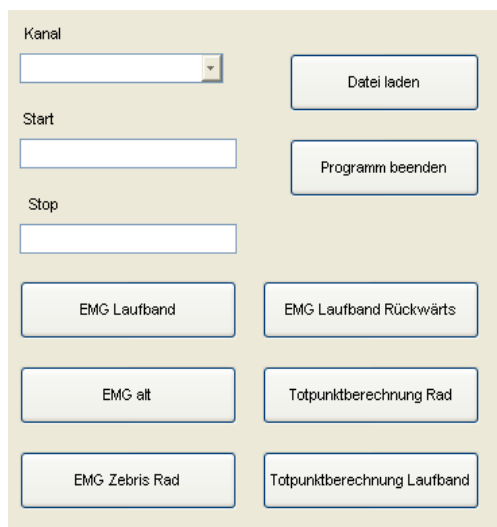 Kanal
Datei laden
Start
Programm beenden
Stop
EMG Laufband
EMG Laufband Rückwärts
EMG alt
Totpunktberechnung Rad
EMG Zebris Rad
Totpunktberechnung Laufband